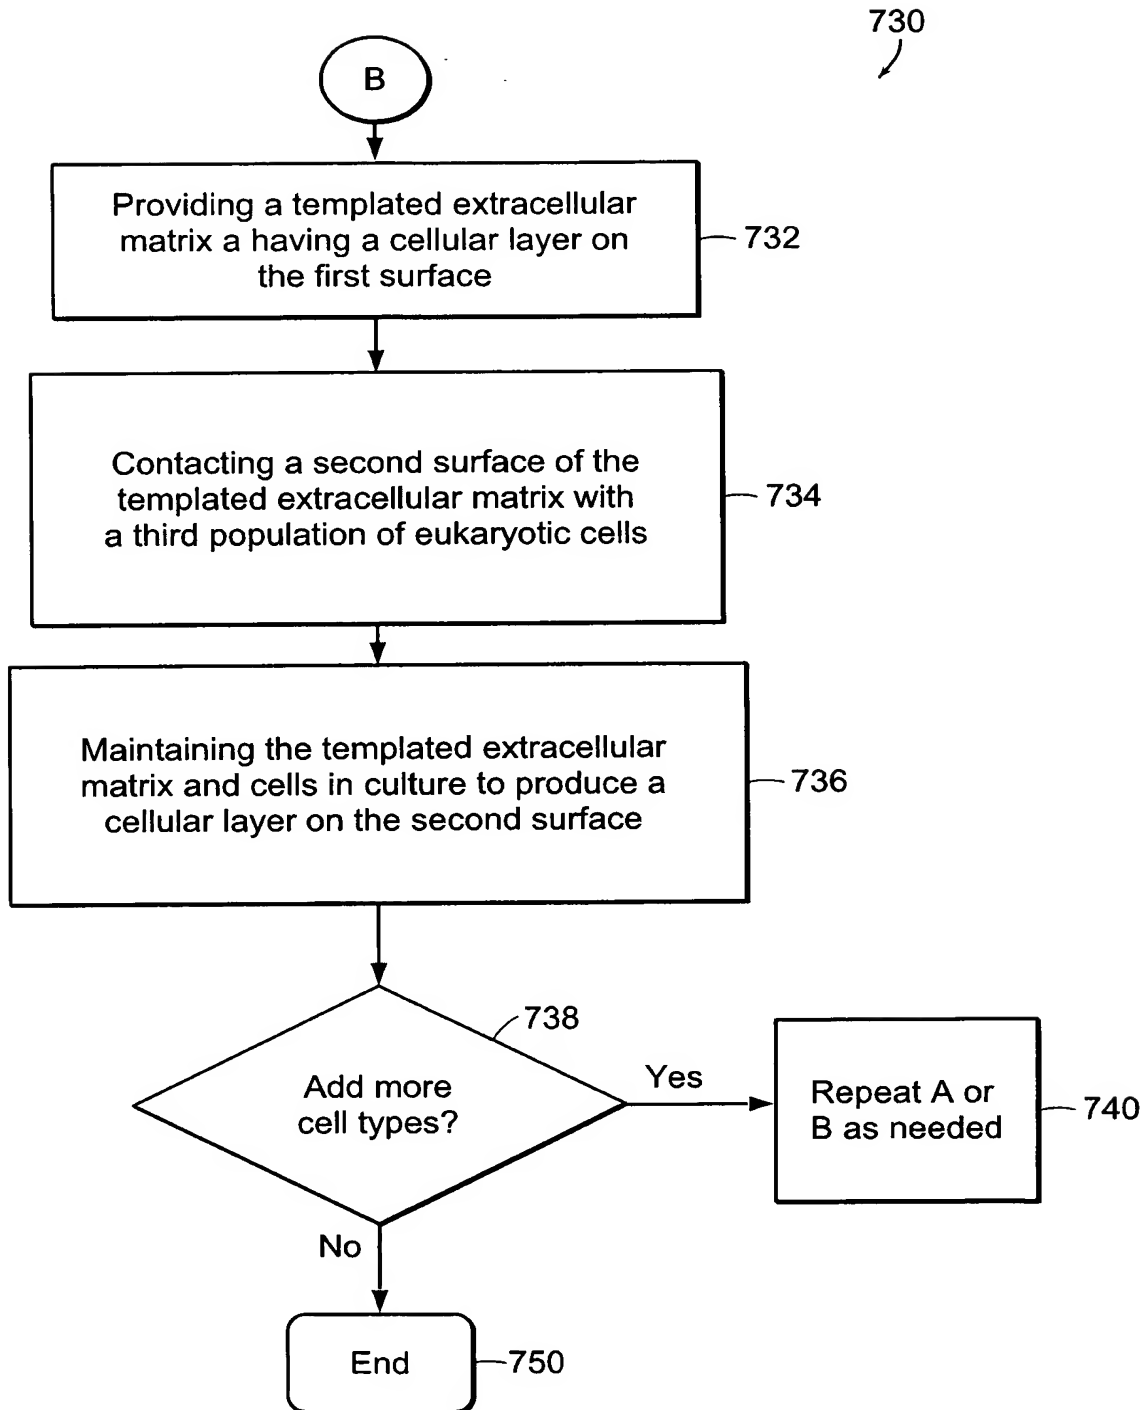 730
B
Providing a templated extracellular
matrix a having a cellular layer on
the first surface
732
Contacting a second surface of the
templated extracellular matrix with
a third population of eukaryotic cells
734
Maintaining the templated extracellular
matrix and cells in culture to produce a
cellular layer on the second surface
736
738
Add more
cell types?
Yes
Repeat A or
B as needed
740
No
End
750